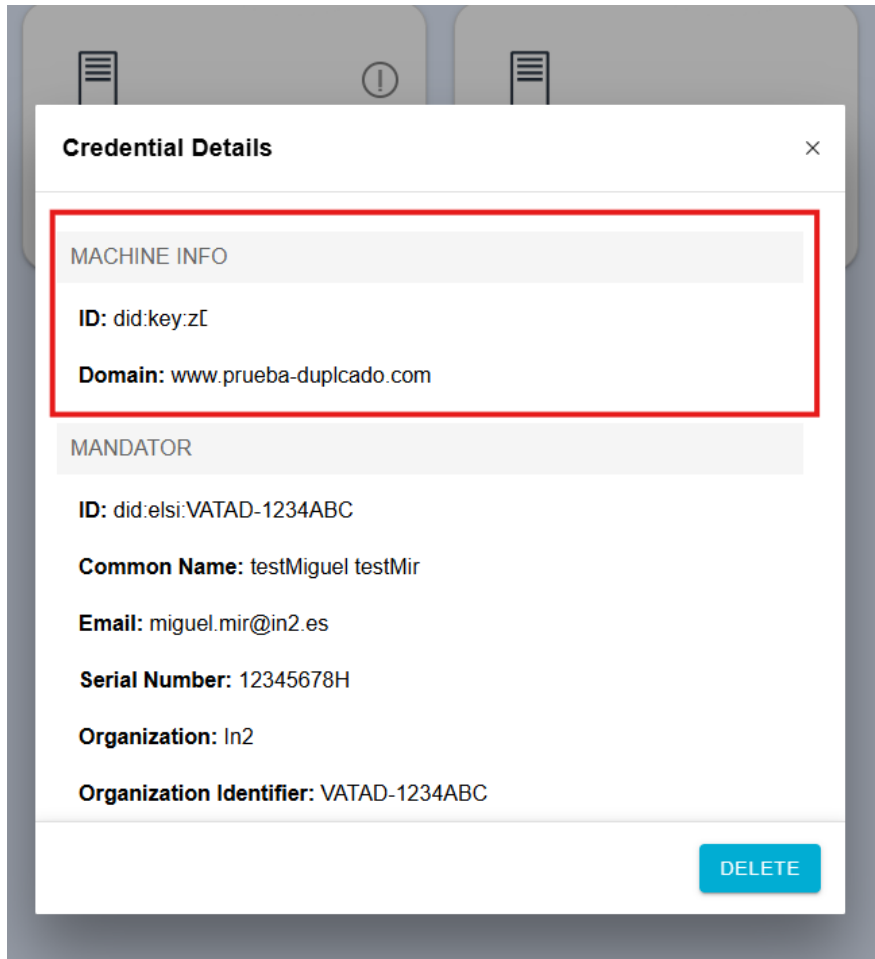 Credential Details
MACHINE INFO
ID: did:key:z
Domain: www.prueba-duplcado.com
MANDATOR
ID: did:elsi:VATAD-1234ABC
Common Name: testMiguel testMir
Email: miguel.mir@in2.es
Serial Number: 12345678H
Organization: In2
Organization Identifier: VATAD-1234ABC
DELETE